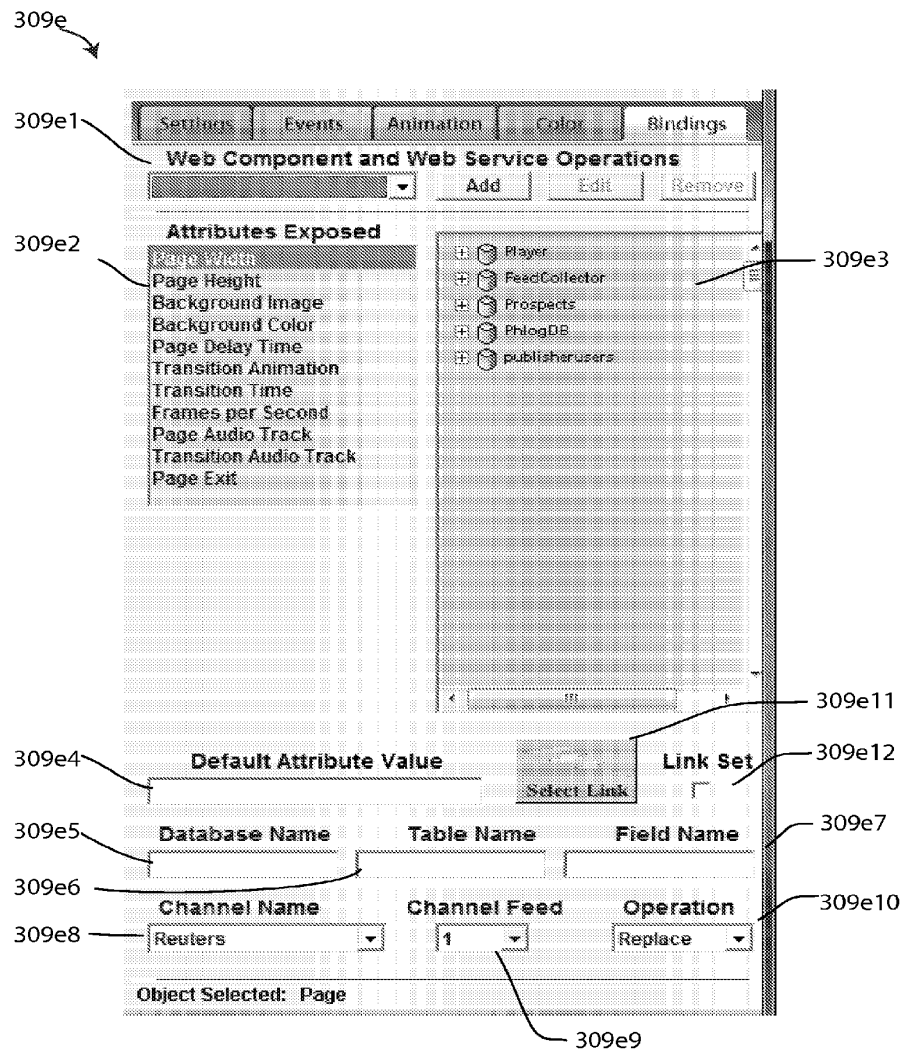 309e
Settings Events Animation Color Bindings
309e1
Web Component and Web Service Operations
Add Edit Remove
309e2
Attributes Exposed
Page Width
Page Height
Background Image
Background Color
Page Delay Time
Transition Animation
Transition Time
Frames per Second
Page Audio Track
Transition Audio Track
Page Exit
Player
FeedCollector
Prospects
PhlogDB
publisherusers
309e3
309e11
309e4
Default Attribute Value
Select Link
Link Set
309e12
309e5
Database Name Table Name Field Name
309e7
309e6
Channel Name Channel Feed Operation
309e10
309e8
Reuters 1 Replace
Object Selected: Page
309e9